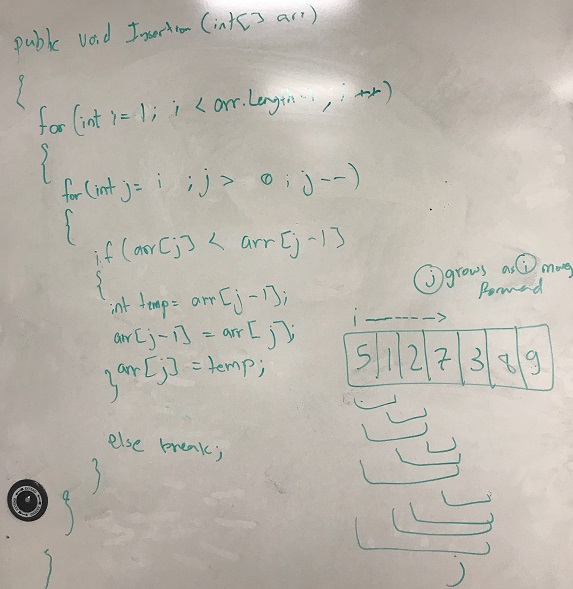 public void Insertion (int[] arr)
{
for (int i = 1; i < arr.Length - 1, i ++)
{
for (int j = i ; j > 0 ; j --)
{
if (arr[j] < arr [j -1]
{
int temp = arr [j -1];
arr [j -1] = arr [j];
arr [j] = temp;
}
else break;
}
}
}
j grows as i moves
forward
i ------>
5 1 2 7 3 8 9
j